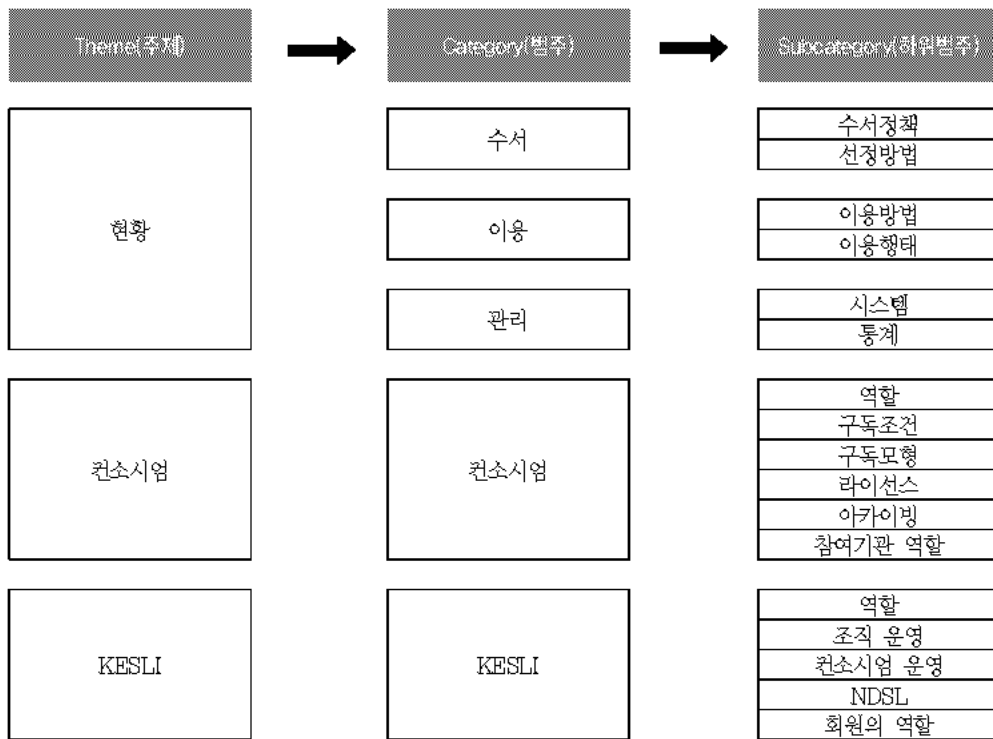 Theme(주제)
Category(범주)
Subcategory(하위범주)
현황
수서
수서정책
선정방법
이용
이용방법
이용행태
관리
시스템
통계
컨소시엄
컨소시엄
역할
구독조건
구독모형
라이선스
아카이빙
참여기관 역할
KESLI
KESLI
역할
조직 운영
컨소시엄 운영
NDSL
회원의 역할